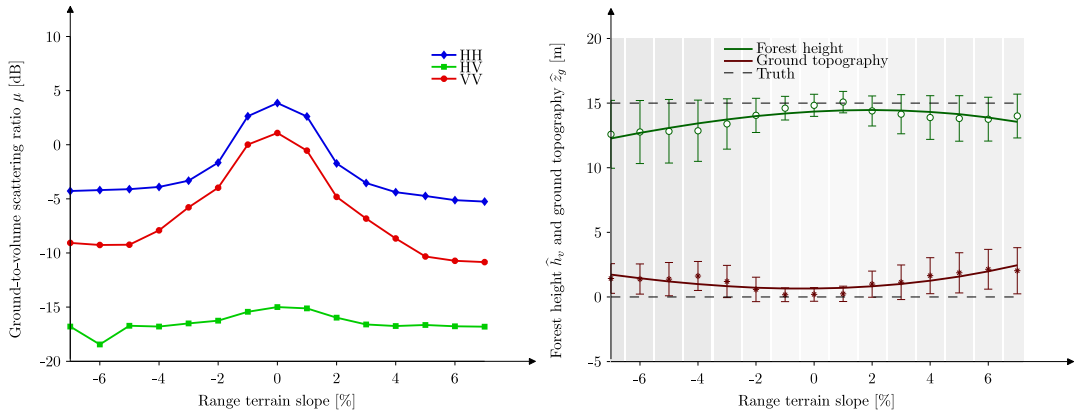 Ground-to-volume scattering ratio μ [dB]
10
5
0
-5
-10
-15
-20
-6
-4
-2
0
2
4
6
Range terrain slope [%]
HH
HV
VV
Forest height ĥ_v and ground topography ẑ_g [m]
20
15
10
5
0
-5
-6
-4
-2
0
2
4
6
Range terrain slope [%]
Forest height
Ground topography
Truth